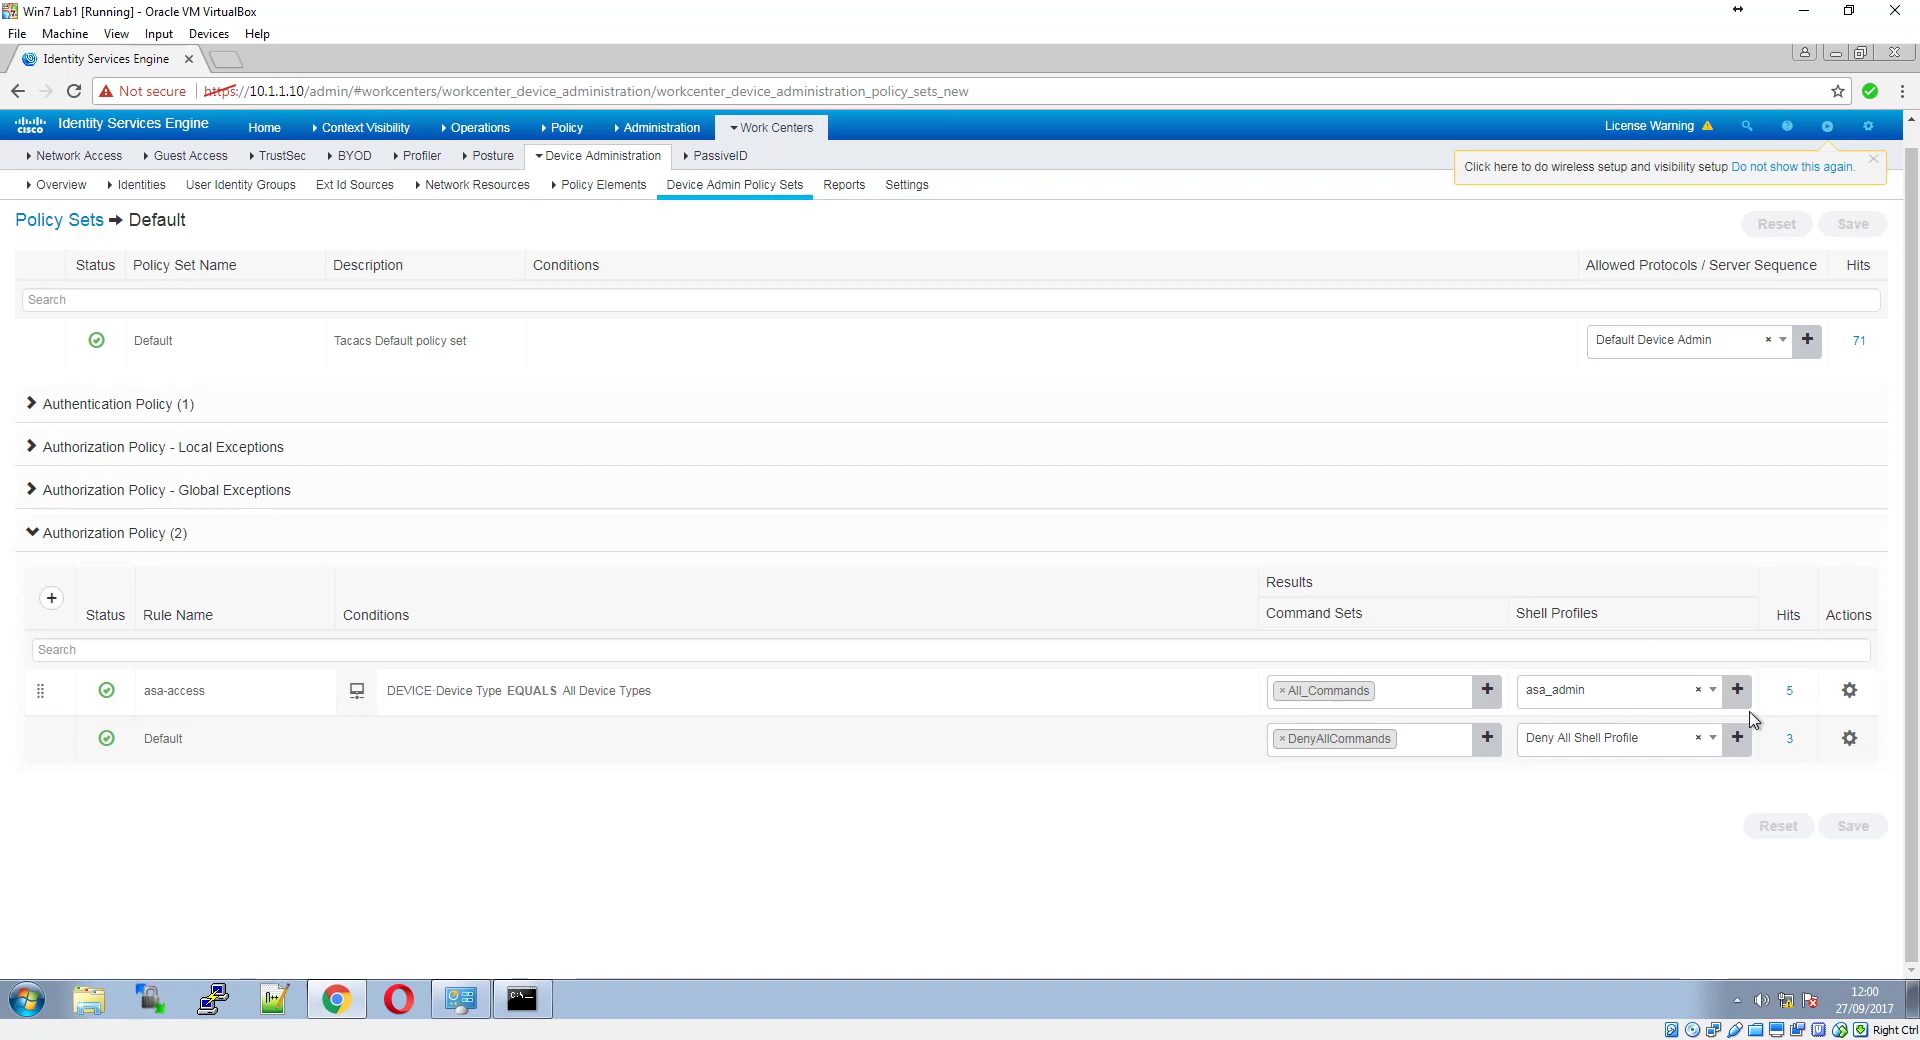 Win7 Lab1 [Running] - Oracle VM VirtualBox
File Machine View Input Devices Help
Identity Services Engine
Not secure https://10.1.1.10/admin/#workcenters/workcenter_device_administration/workcenter_device_administration_policy_sets_new
CISCO Identity Services Engine Home Context Visibility Operations Policy Administration Work Centers License Warning
Network Access Guest Access TrustSec BYOD Profiler Posture Device Administration PassiveID
Click here to do wireless setup and visibility setup Do not show this again.
Overview Identities User Identity Groups Ext Id Sources Network Resources Policy Elements Device Admin Policy Sets Reports Settings
Policy Sets → Default Reset Save
Status Policy Set Name Description Conditions Allowed Protocols / Server Sequence Hits
Search
Default Tacacs Default policy set Default Device Admin × + 71
Authentication Policy (1)
Authorization Policy - Local Exceptions
Authorization Policy - Global Exceptions
Authorization Policy (2)
Results
+ Status Rule Name Conditions Command Sets Shell Profiles Hits Actions
Search
asa-access DEVICE·Device Type EQUALS All Device Types × All_Commands + asa_admin × + 5
Default × DenyAllCommands + Deny All Shell Profile × + 3
Reset Save
12:00
27/09/2017
Right Ctrl